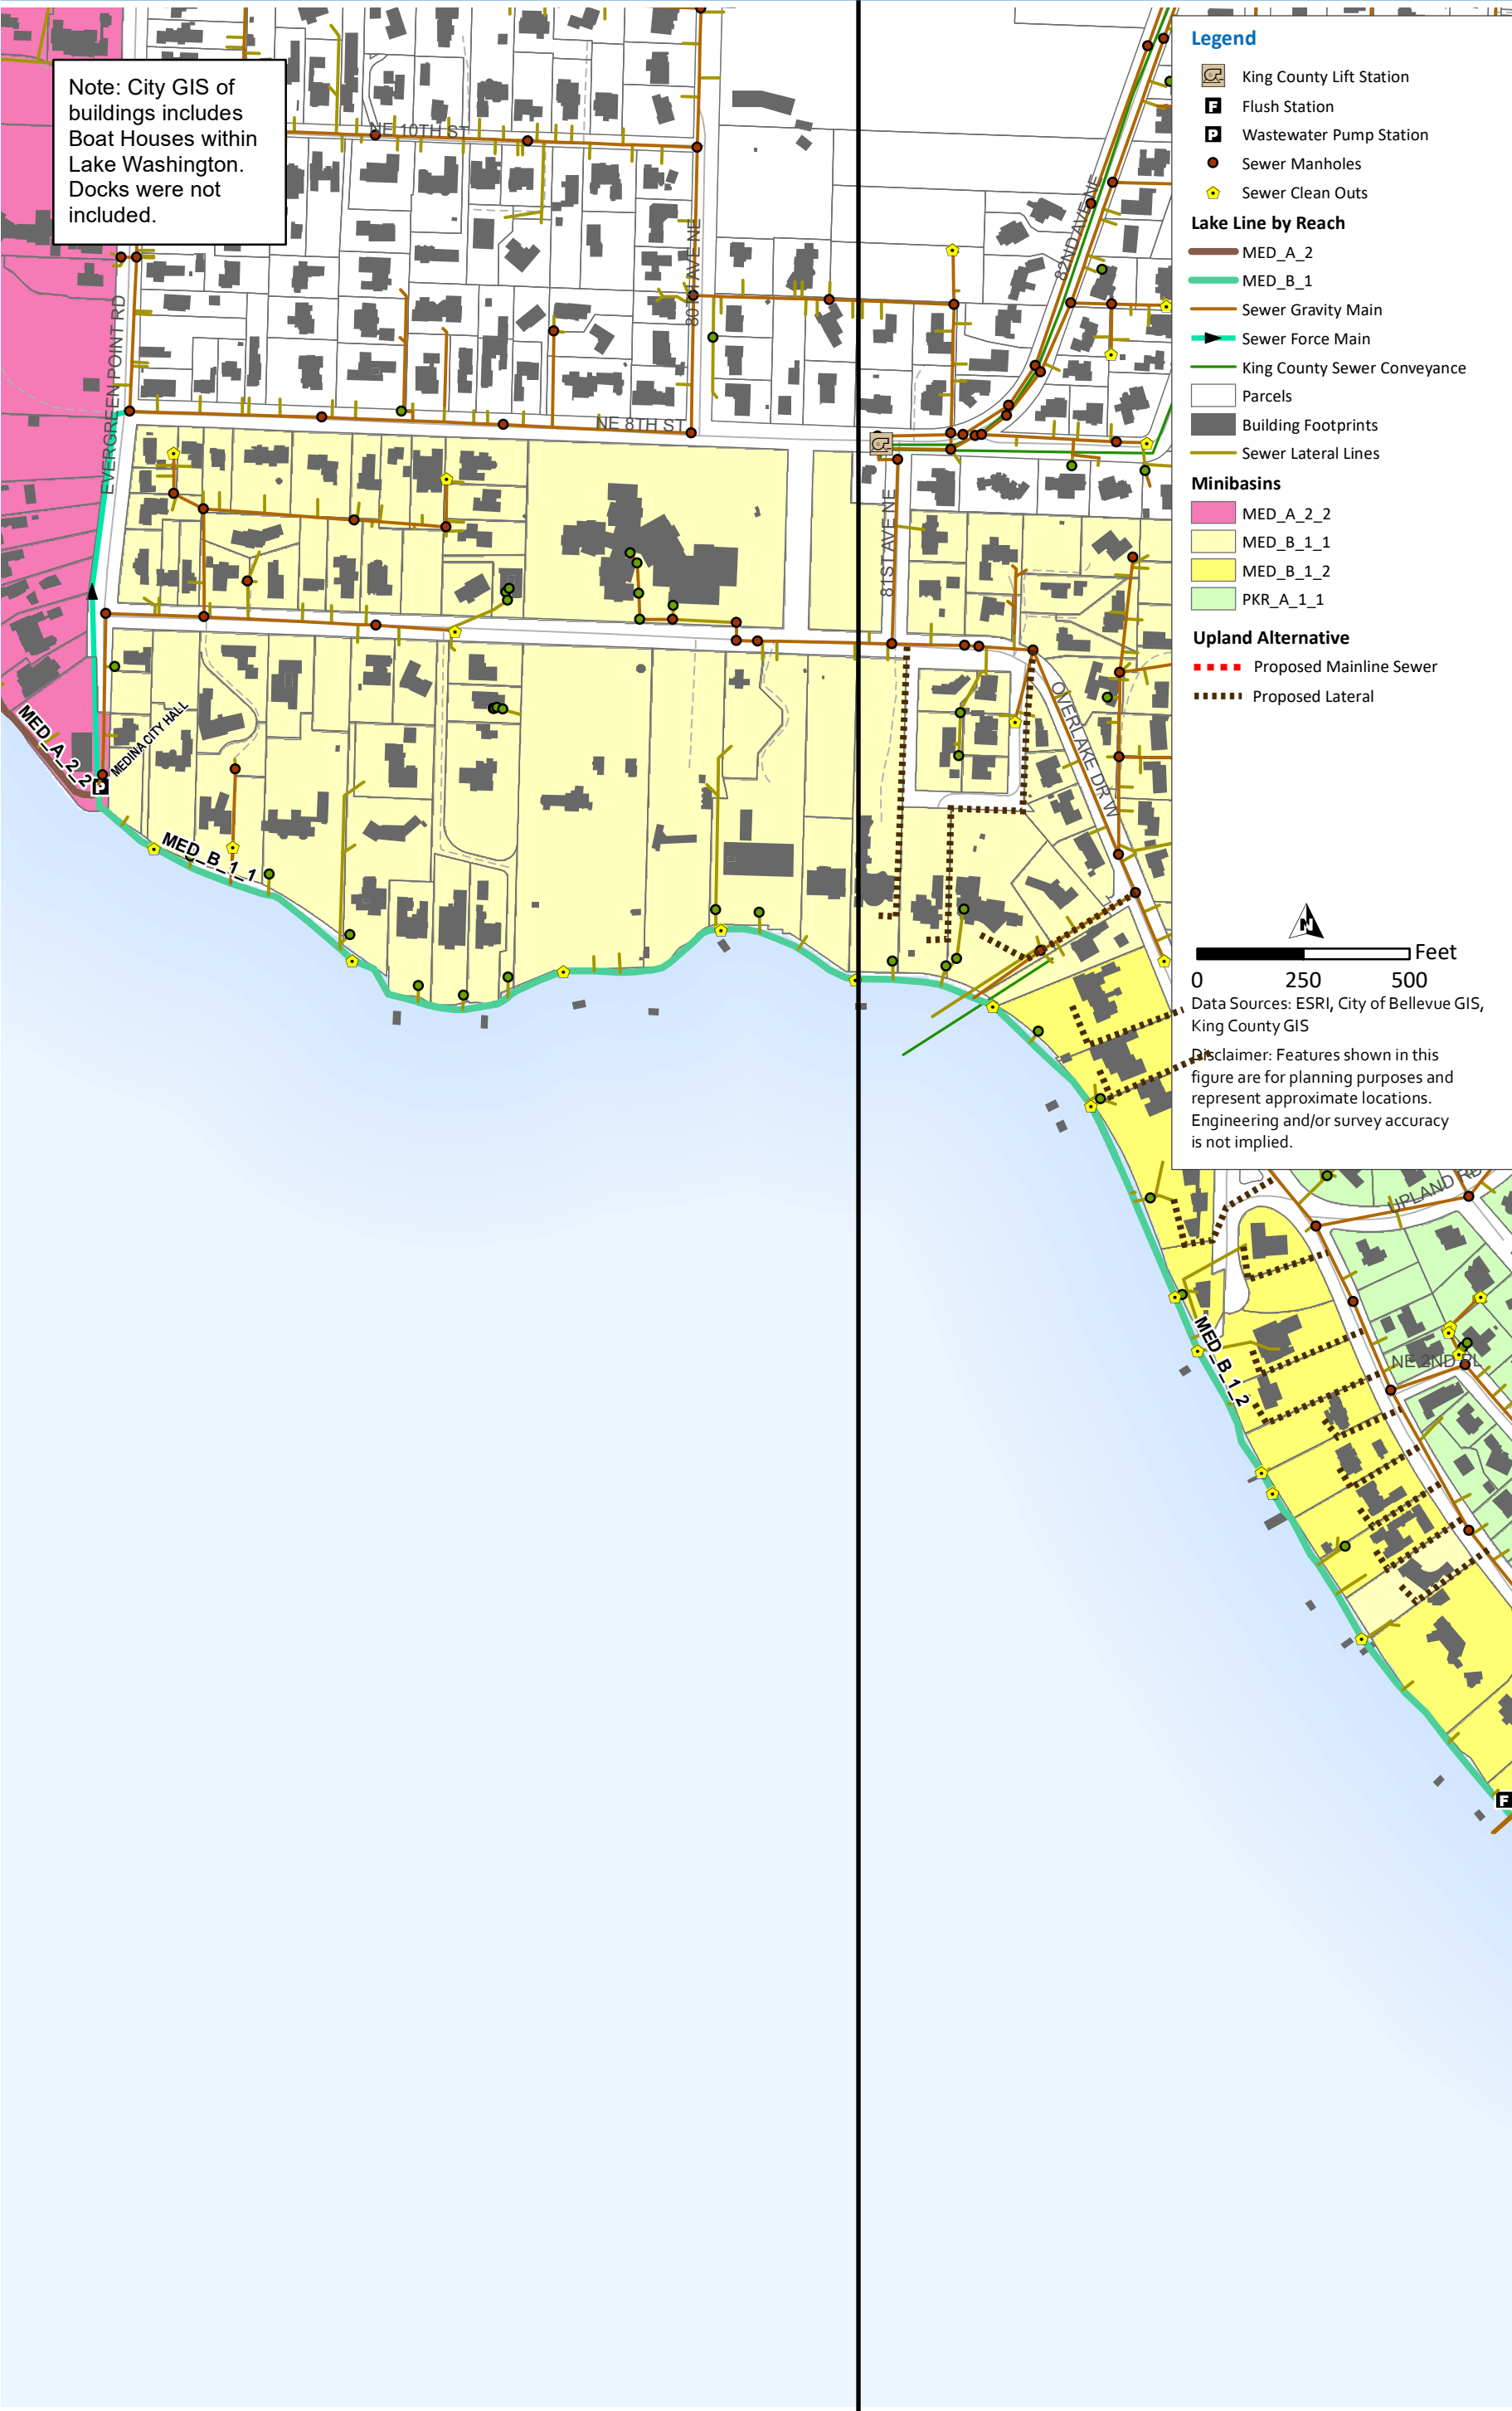 Note: City GIS of
buildings includes
Boat Houses within
Lake Washington.
Docks were not
included.
NE 10TH ST
80TH AVE NE
82ND AVE NE
EVERGREEN POINT RD
NE 8TH ST
81ST AVE NE
OVERLAKE DR W
MED_A_2_2
P
MEDINA CITY HALL
MED_B_1_1
UPLAND RD
MED_B_1_2
NE 2ND PL
F
Legend
King County Lift Station
F Flush Station
P Wastewater Pump Station
Sewer Manholes
Sewer Clean Outs
Lake Line by Reach
MED_A_2
MED_B_1
Sewer Gravity Main
Sewer Force Main
King County Sewer Conveyance
Parcels
Building Footprints
Sewer Lateral Lines
Minibasins
MED_A_2_2
MED_B_1_1
MED_B_1_2
PKR_A_1_1
Upland Alternative
Proposed Mainline Sewer
Proposed Lateral
N
Feet
0 250 500
Data Sources: ESRI, City of Bellevue GIS,
King County GIS
Disclaimer: Features shown in this
figure are for planning purposes and
represent approximate locations.
Engineering and/or survey accuracy
is not implied.